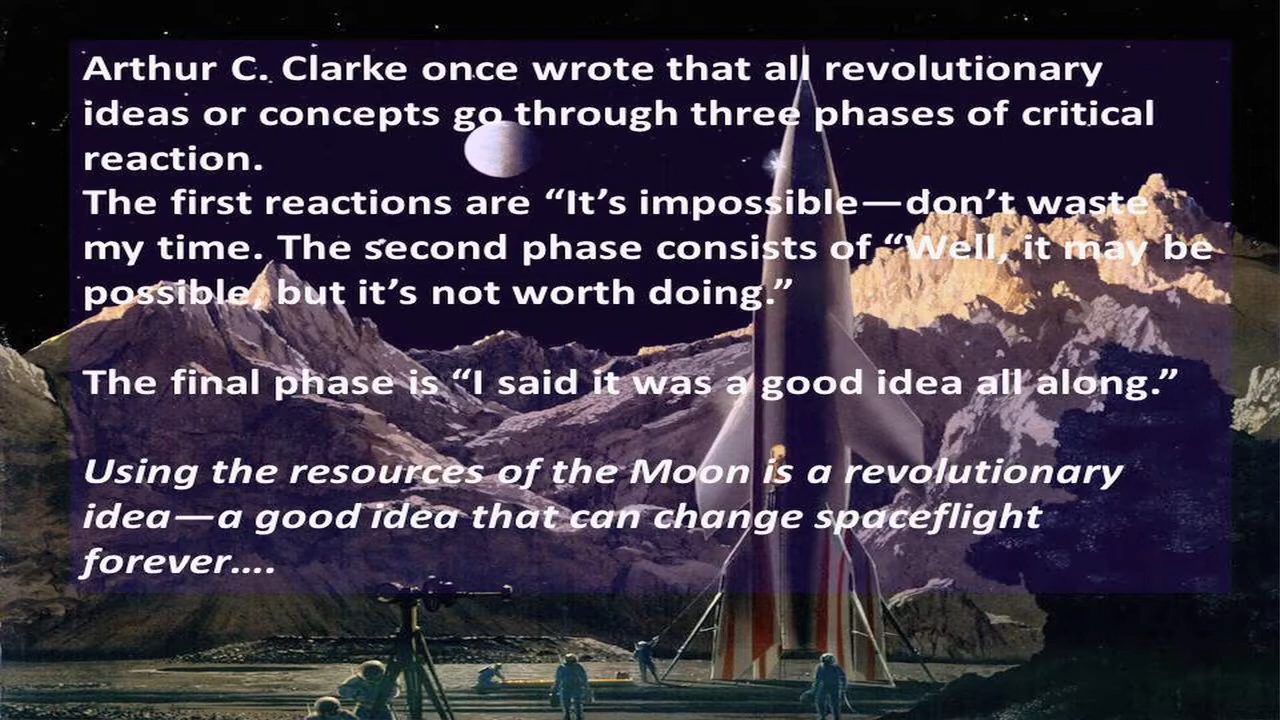 Arthur C. Clarke once wrote that all revolutionary
ideas or concepts go through three phases of critical
reaction.
The first reactions are “It’s impossible—don’t waste
my time. The second phase consists of “Well, it may be
possible, but it’s not worth doing.”
The final phase is “I said it was a good idea all along.”
Using the resources of the Moon is a revolutionary
idea—a good idea that can change spaceflight
forever….